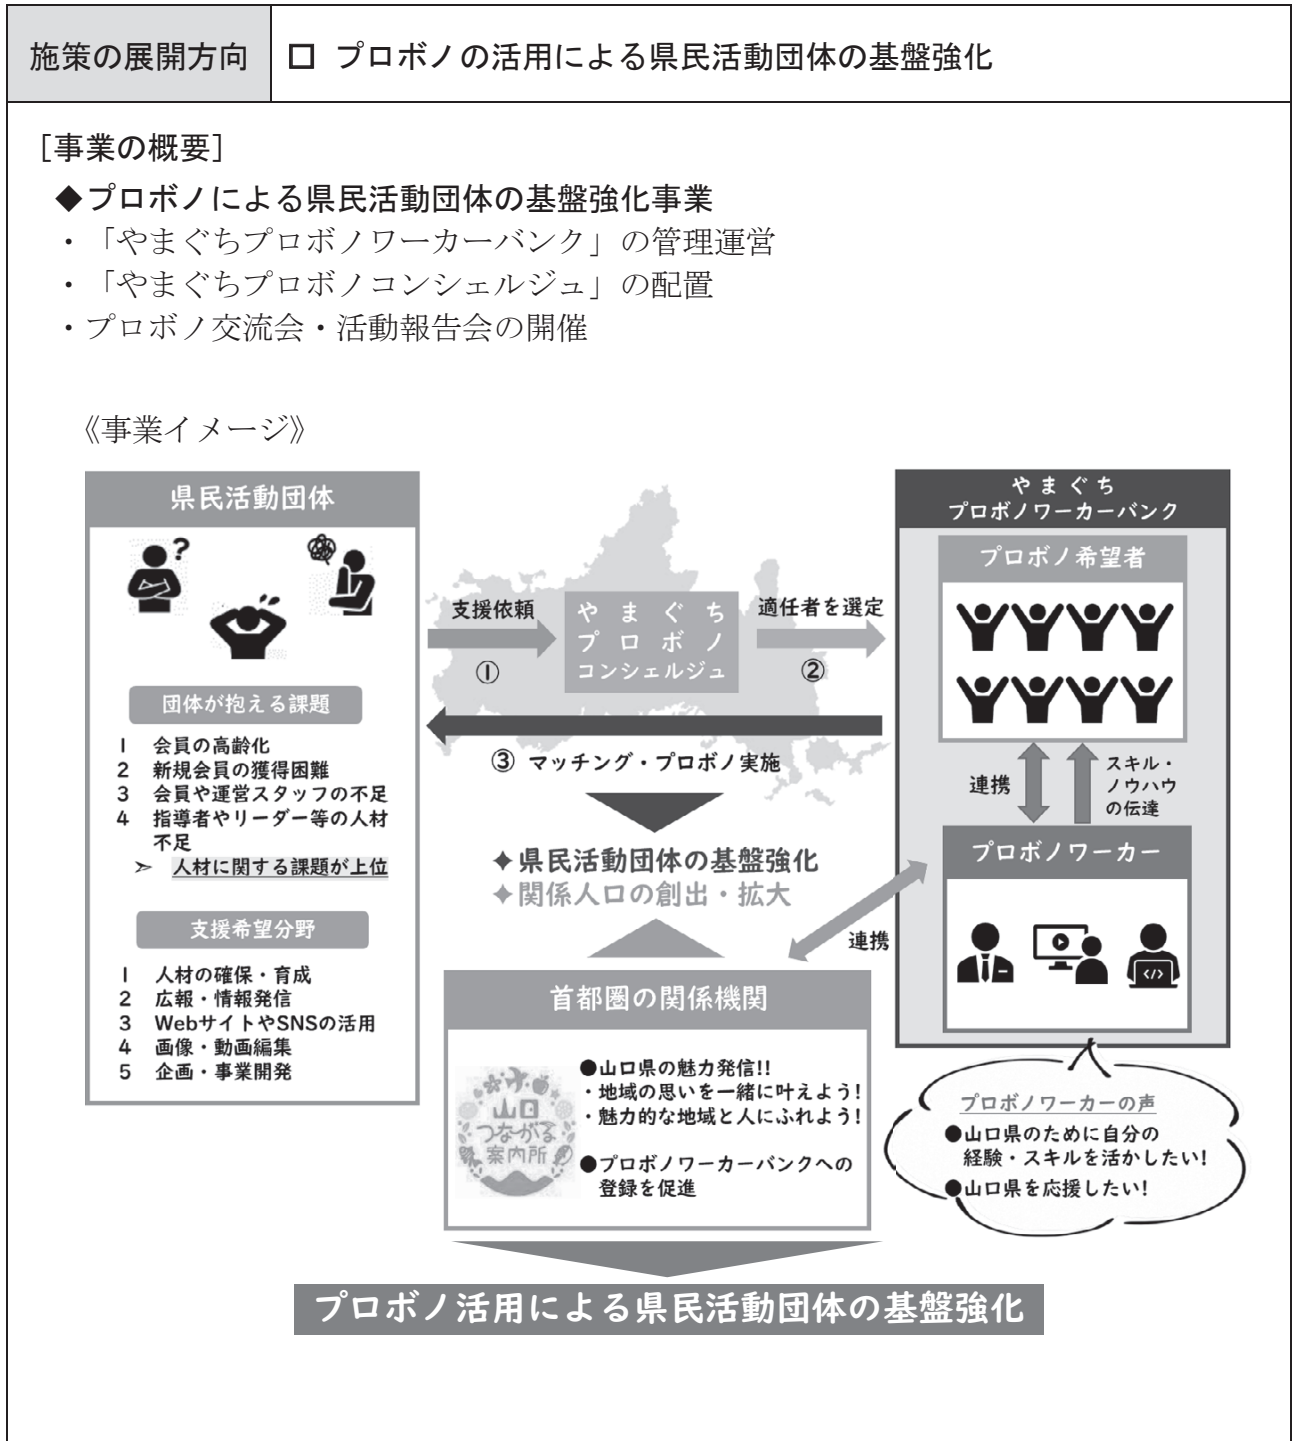 施策の展開方向
□ プロボノの活用による県民活動団体の基盤強化
[事業の概要]
◆プロボノによる県民活動団体の基盤強化事業
・「やまぐちプロボノワーカーバンク」の管理運営
・「やまぐちプロボノコンシェルジュ」の配置
・プロボノ交流会・活動報告会の開催
《事業イメージ》
県民活動団体
?
団体が抱える課題
1 会員の高齢化
2 新規会員の獲得困難
3 会員や運営スタッフの不足
4 指導者やリーダー等の人材
不足
➢ 人材に関する課題が上位
支援希望分野
1 人材の確保・育成
2 広報・情報発信
3 WebサイトやSNSの活用
4 画像・動画編集
5 企画・事業開発
支援依頼
①
やまぐち
プロボノ
コンシェルジュ
適任者を選定
②
③ マッチング・プロボノ実施
✦県民活動団体の基盤強化
✦関係人口の創出・拡大
やまぐち
プロボノワーカーバンク
プロボノ希望者
連携
スキル・
ノウハウ
の伝達
プロボノワーカー
</>
連携
首都圏の関係機関
山口
つながる
案内所
●山口県の魅力発信!!
・地域の思いを一緒に叶えよう!
・魅力的な地域と人にふれよう!
●プロボノワーカーバンクへの
登録を促進
プロボノワーカーの声
●山口県のために自分の
経験・スキルを活かしたい!
●山口県を応援したい!
プロボノ活用による県民活動団体の基盤強化